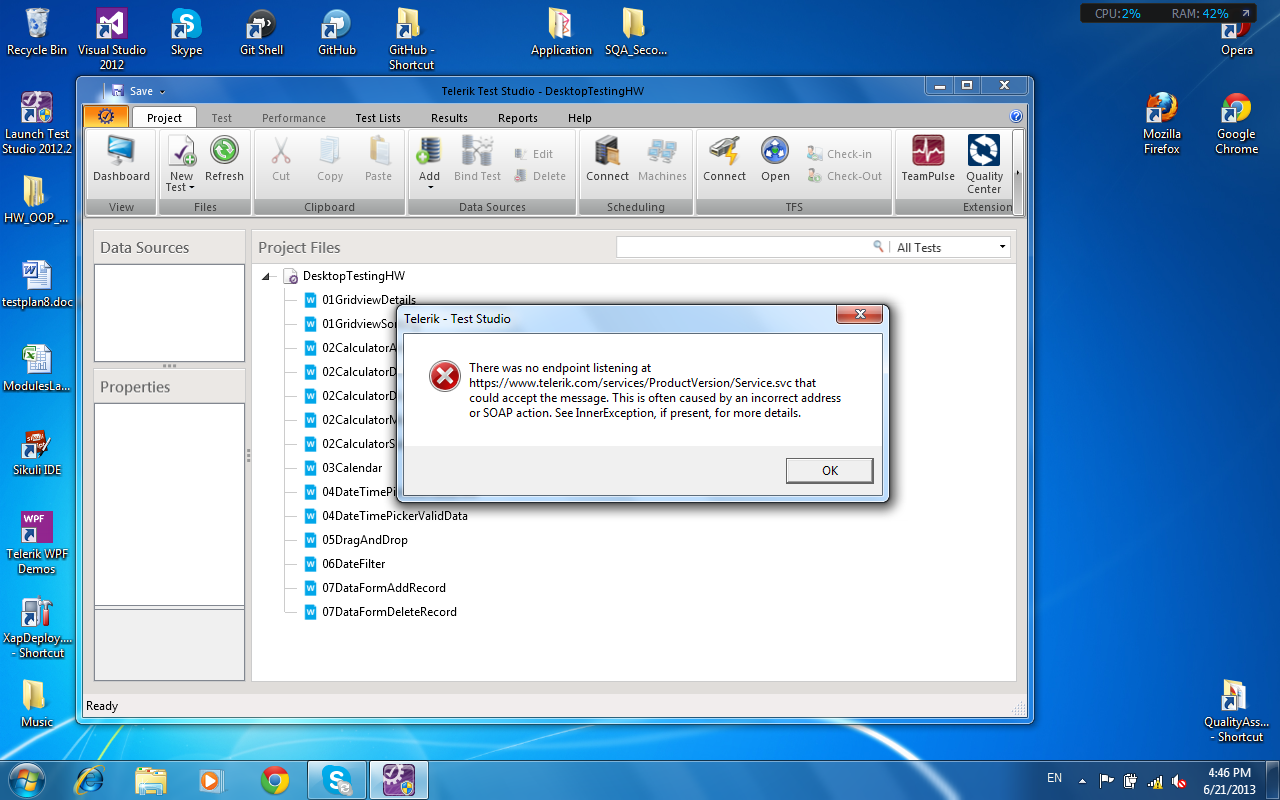 CPU:2% RAM: 42%
Recycle Bin
Visual Studio 2012
Skype
Git Shell
GitHub
GitHub - Shortcut
Application
SQA_Seco...
Opera
Launch Test Studio 2012.2
HW_OOP_...
testplan8.doc
ModulesLa...
Sikuli IDE
WPF
Telerik WPF Demos
XapDeploy.... - Shortcut
Music
Mozilla Firefox
Google Chrome
QualityAss... - Shortcut
Save
Telerik Test Studio - DesktopTestingHW
Project Test Performance Test Lists Results Reports Help
Dashboard
View
New Test
Refresh
Files
Cut
Copy
Paste
Clipboard
Add
Bind Test
Edit
Delete
Data Sources
Connect
Machines
Scheduling
Connect
Open
Check-in
Check-Out
TFS
TeamPulse
Quality Center
Extension
Data Sources
Properties
Project Files
All Tests
DesktopTestingHW
01GridviewDetails
01GridviewSo
02CalculatorA
02CalculatorD
02CalculatorD
02CalculatorM
02CalculatorS
03Calendar
04DateTimePi
04DateTimePickerValidData
05DragAndDrop
06DateFilter
07DataFormAddRecord
07DataFormDeleteRecord
Telerik - Test Studio
There was no endpoint listening at
https://www.telerik.com/services/ProductVersion/Service.svc that
could accept the message. This is often caused by an incorrect address
or SOAP action. See InnerException, if present, for more details.
OK
Ready
EN
4:46 PM
6/21/2013